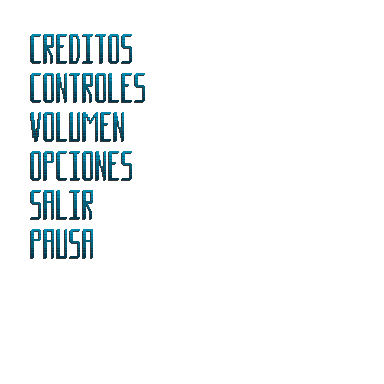 CREDITOS
CONTROLES
VOLUMEN
OPCIONES
SALIR
PAUSA